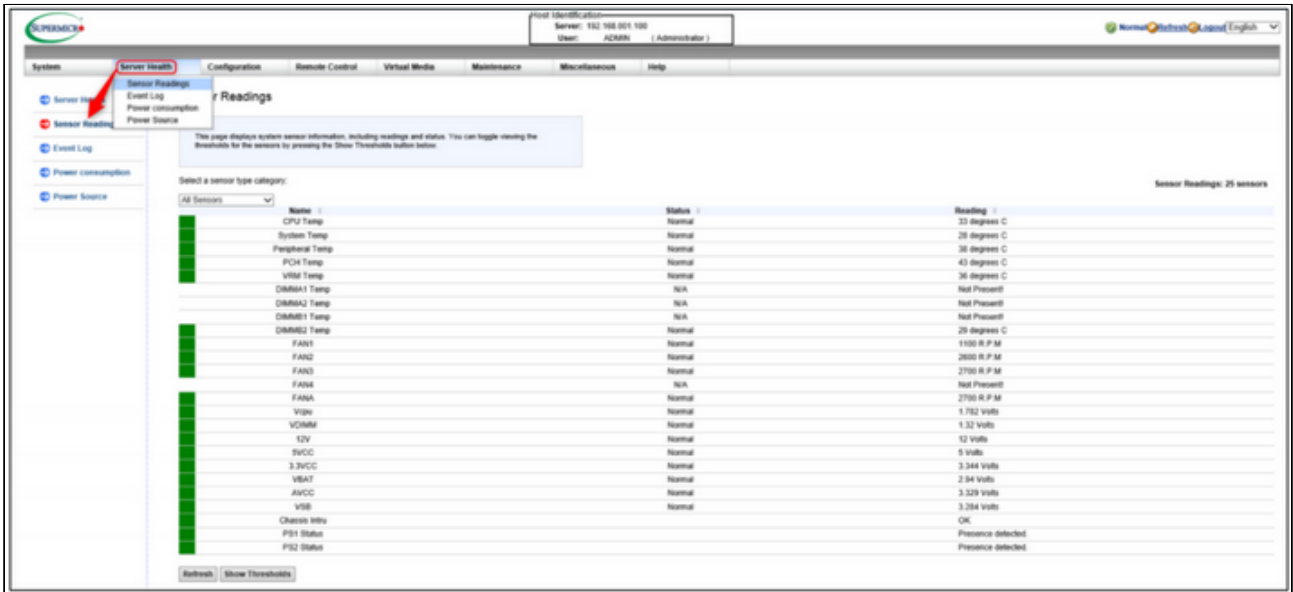 Host Identification
SUPERMICR
Server: 192.168.001.100
User: ADMIN ( Administrator )
Normal Refresh Logout English
System Server Health Configuration Remote Control Virtual Media Maintenance Miscellaneous Help
Sensor Readings
Event Log
Power consumption
Power Source
Server He
r Readings
Sensor Reading
Event Log
Power consumption
Power Source
This page displays system sensor information, including readings and status. You can toggle viewing the
thresholds for the sensors by pressing the Show Thresholds button below.
Select a sensor type category:
Sensor Readings: 25 sensors
All Sensors
Name Status Reading
CPU Temp Normal 33 degrees C
System Temp Normal 28 degrees C
Peripheral Temp Normal 38 degrees C
PCH Temp Normal 43 degrees C
VRM Temp Normal 36 degrees C
DIMMA1 Temp N/A Not Present!
DIMMA2 Temp N/A Not Present!
DIMMB1 Temp N/A Not Present!
DIMMB2 Temp Normal 29 degrees C
FAN1 Normal 1100 R.P.M
FAN2 Normal 2600 R.P.M
FAN3 Normal 2700 R.P.M
FAN4 N/A Not Present!
FANA Normal 2700 R.P.M
Vcpu Normal 1.782 Volts
VDIMM Normal 1.32 Volts
12V Normal 12 Volts
5VCC Normal 5 Volts
3.3VCC Normal 3.344 Volts
VBAT Normal 2.94 Volts
AVCC Normal 3.329 Volts
VSB Normal 3.284 Volts
Chassis Intru OK
PS1 Status Presence detected.
PS2 Status Presence detected.
Refresh Show Thresholds